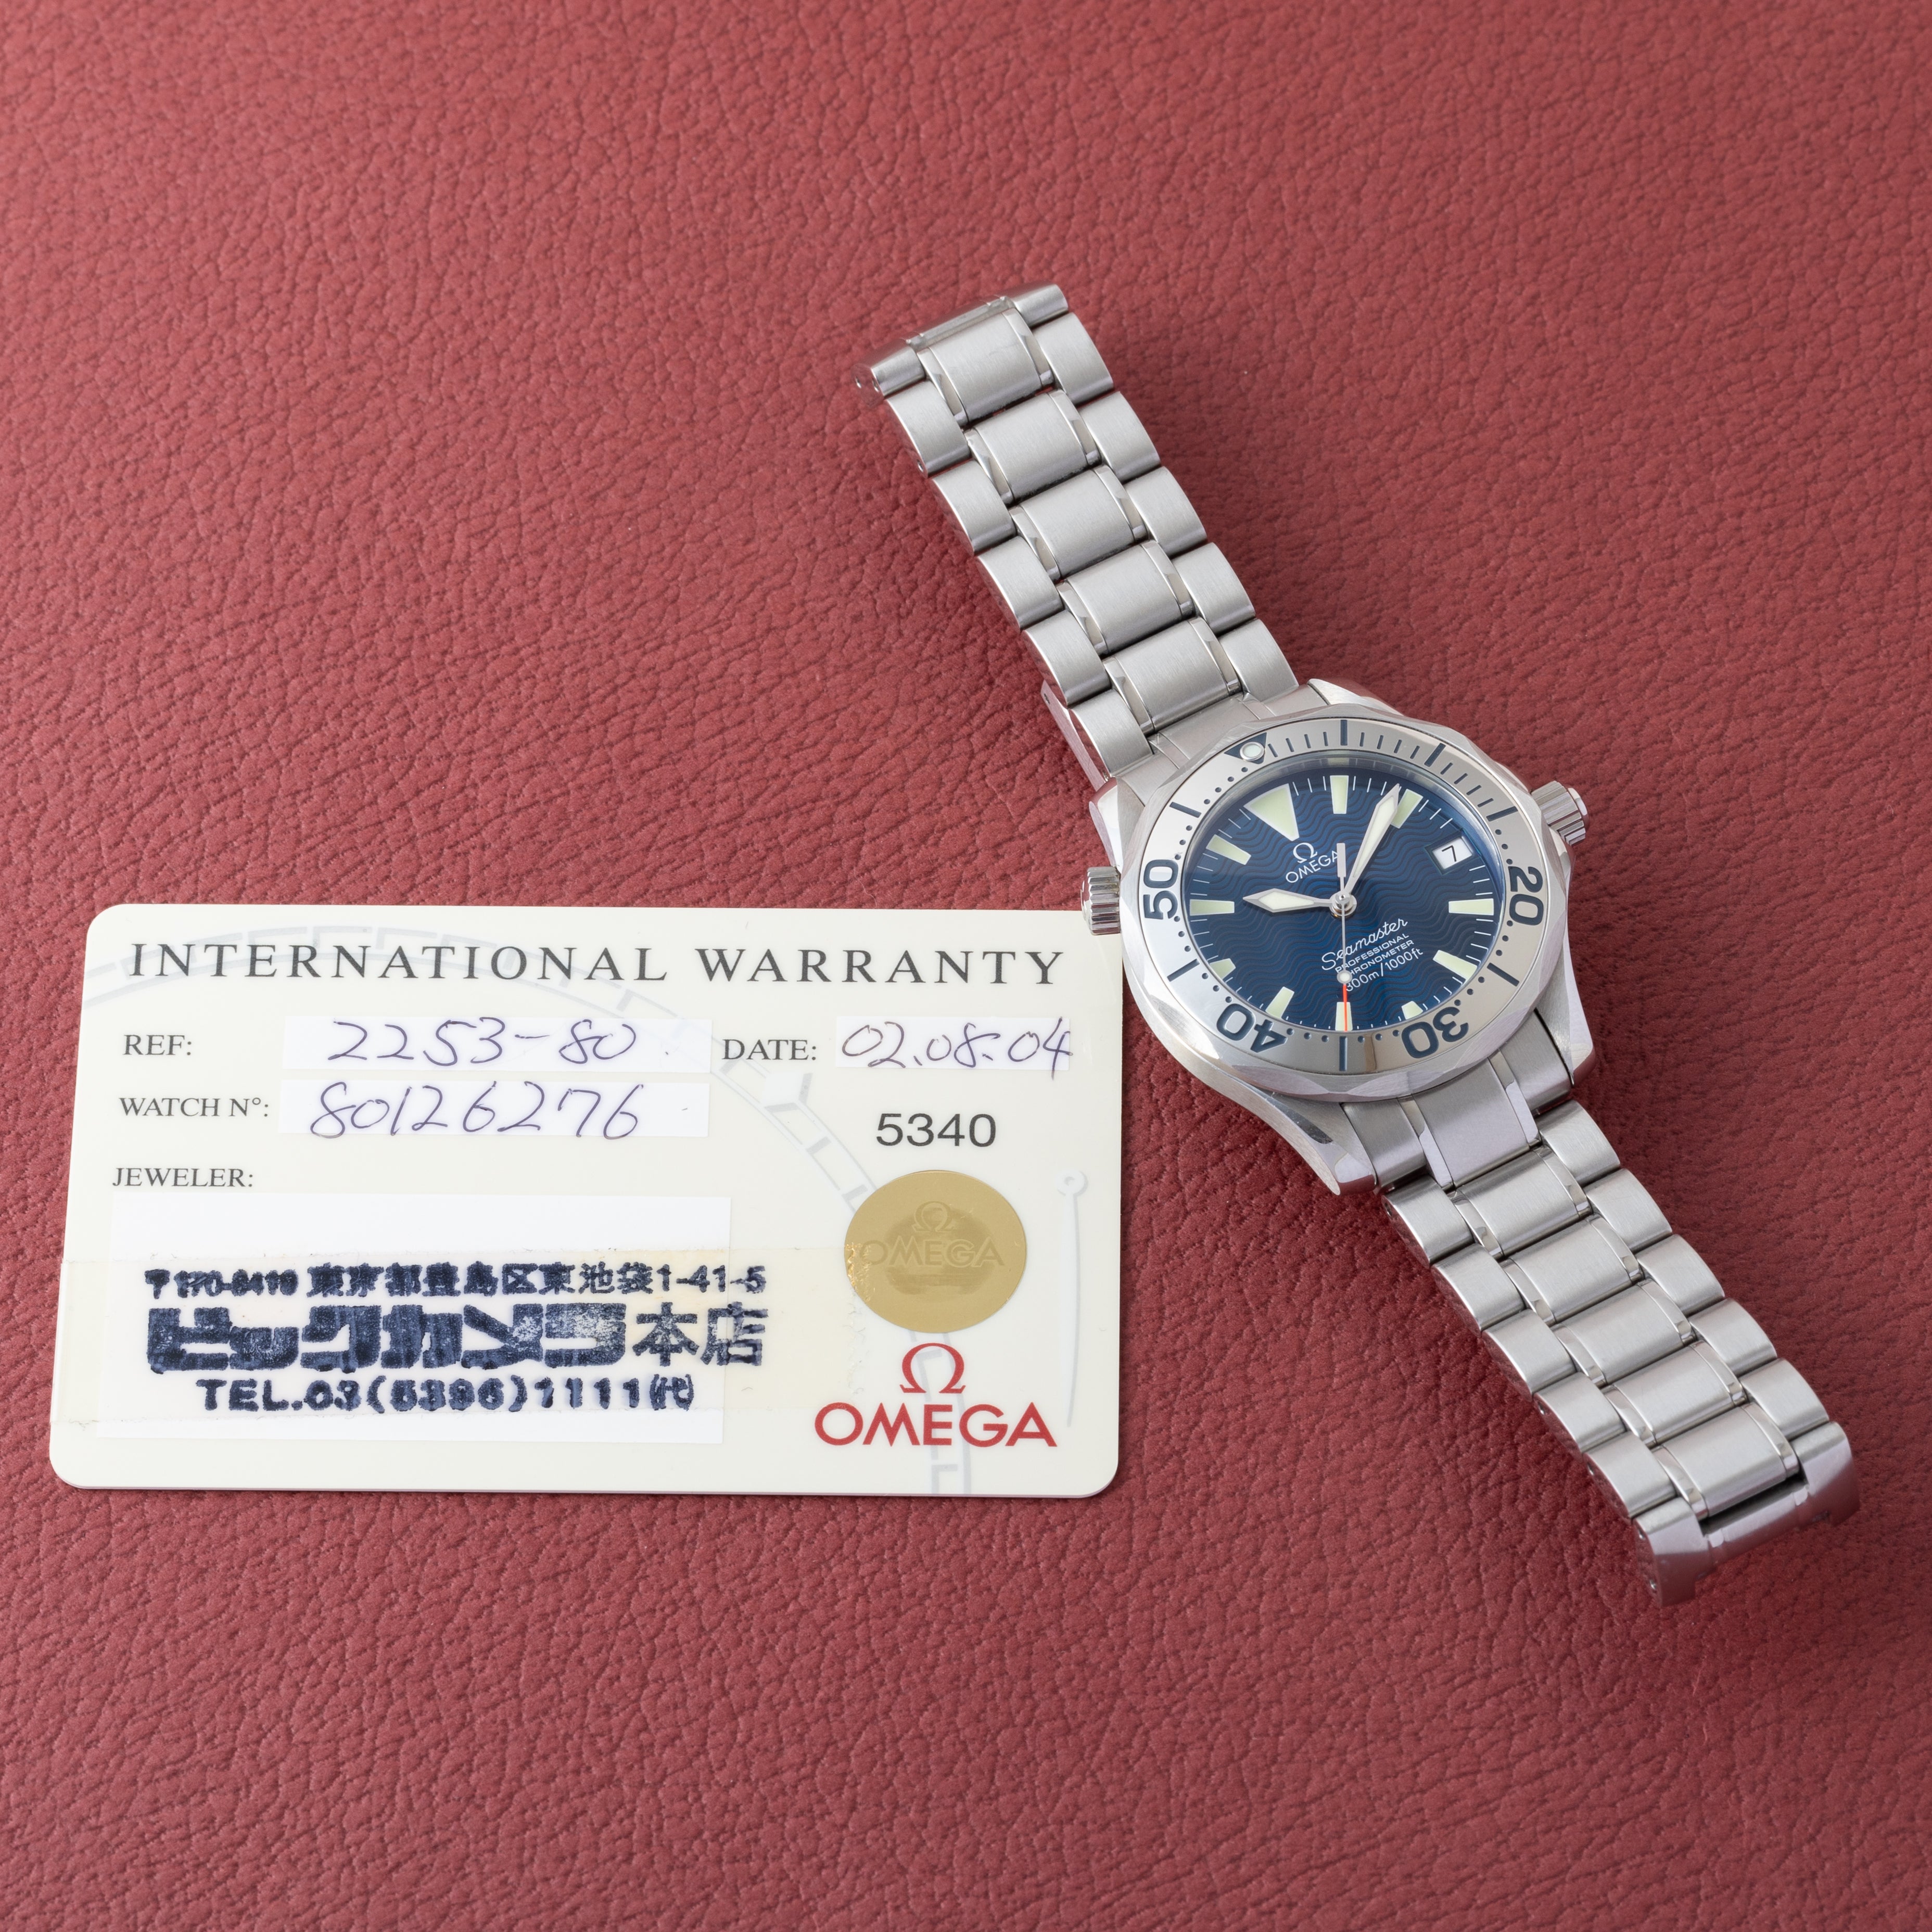 INTERNATIONAL WARRANTY
REF: 2253-80. DATE: 02.08.04
WATCH N°: 80126276
5340
JEWELER:
OMEGA
〒170-8410 東京都豊島区東池袋1-41-5
ビックカメラ本店
TEL.03(5396)1111㈹
Ω
OMEGA
Ω
OMEGA
7
Seamaster
PROFESSIONAL
CHRONOMETER
300m/1000ft
20
30
40
50